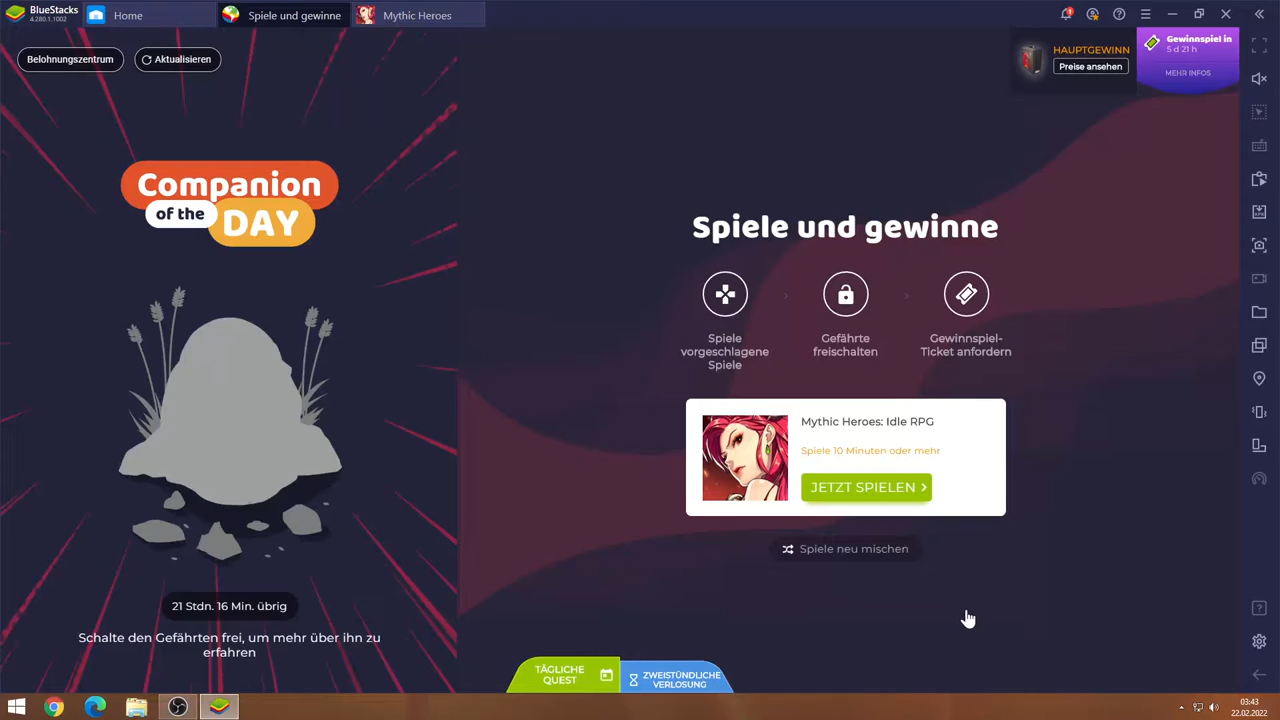 BlueStacks
4.280.1.1002
Home
Spiele und gewinne
Mythic Heroes
1
Belohnungszentrum
Aktualisieren
HAUPTGEWINN
Preise ansehen
Gewinnspiel in
5 d 21 h
MEHR INFOS
Companion
of the
DAY
21 Stdn. 16 Min. übrig
Schalte den Gefährten frei, um mehr über ihn zu
erfahren
Spiele und gewinne
Spiele
vorgeschlagene
Spiele
Gefährte
freischalten
Gewinnspiel-
Ticket anfordern
Mythic Heroes: Idle RPG
Spiele 10 Minuten oder mehr
JETZT SPIELEN
Spiele neu mischen
TÄGLICHE
QUEST
ZWEISTÜNDLICHE
VERLOSUNG
03:43
22.02.2022